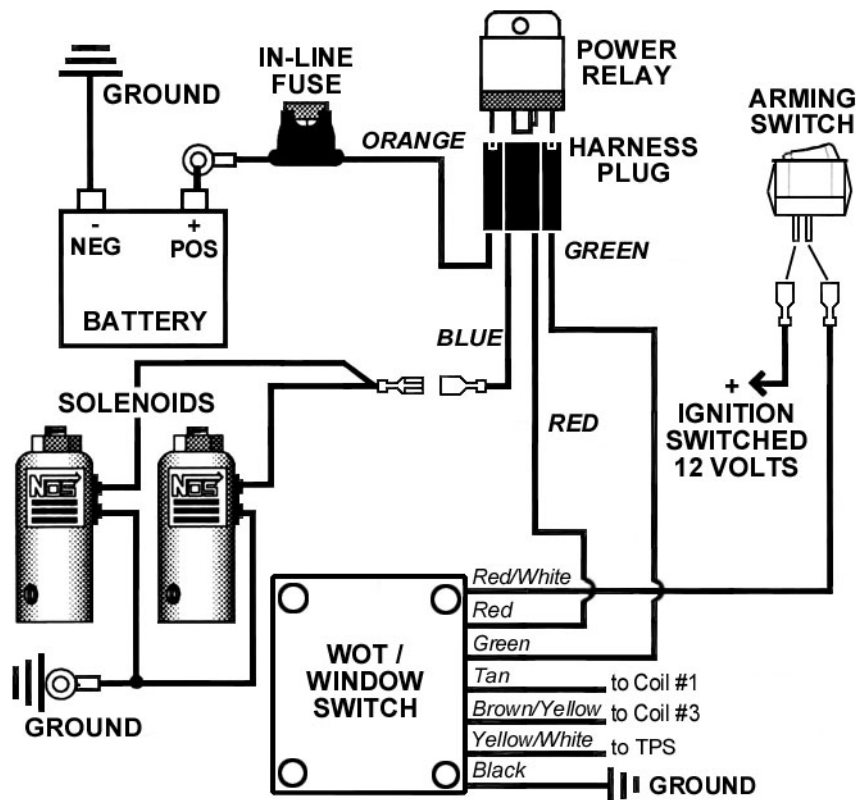 GROUND
IN-LINE
FUSE
ORANGE
POWER
RELAY
HARNESS
PLUG
ARMING
SWITCH
-
NEG
+
POS
BATTERY
GREEN
BLUE
RED
+
IGNITION
SWITCHED
12 VOLTS
SOLENOIDS
NOS
NOS
GROUND
WOT /
WINDOW
SWITCH
Red/White
Red
Green
Tan
to Coil #1
Brown/Yellow
to Coil #3
Yellow/White
to TPS
Black
GROUND